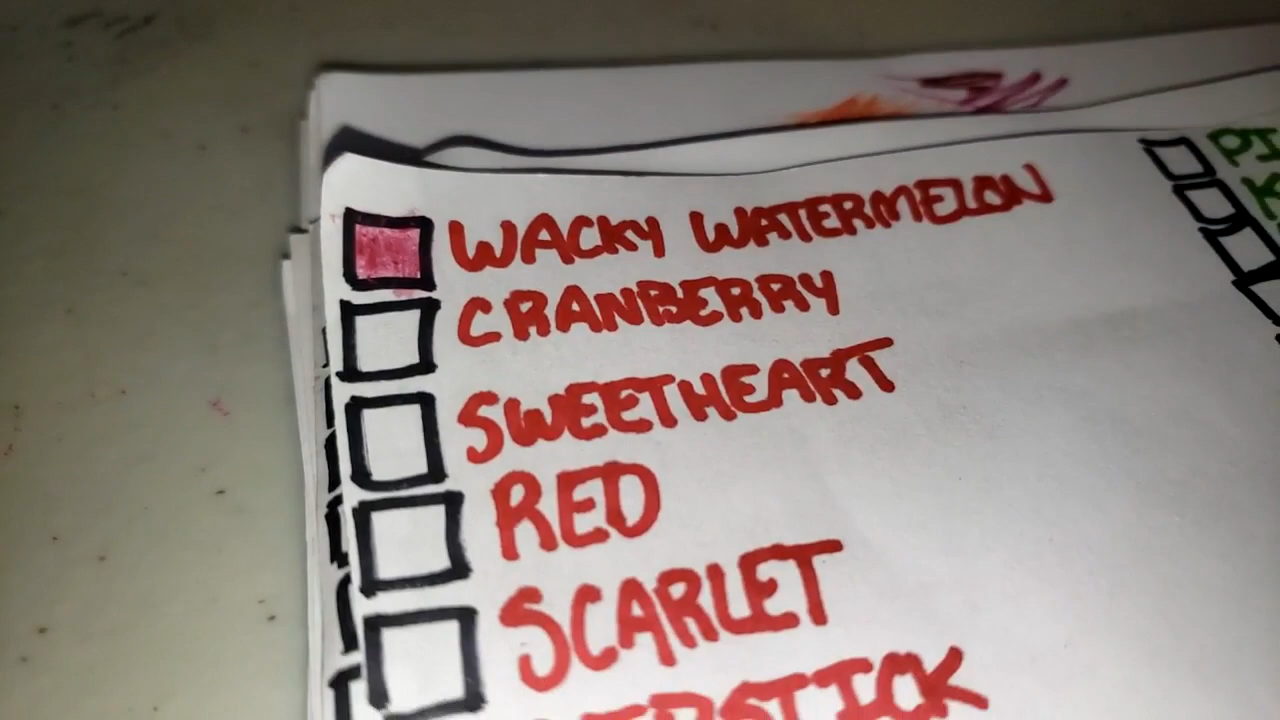 WACKY WATERMELON
CRANBERRY
SWEETHEART
RED
SCARLET